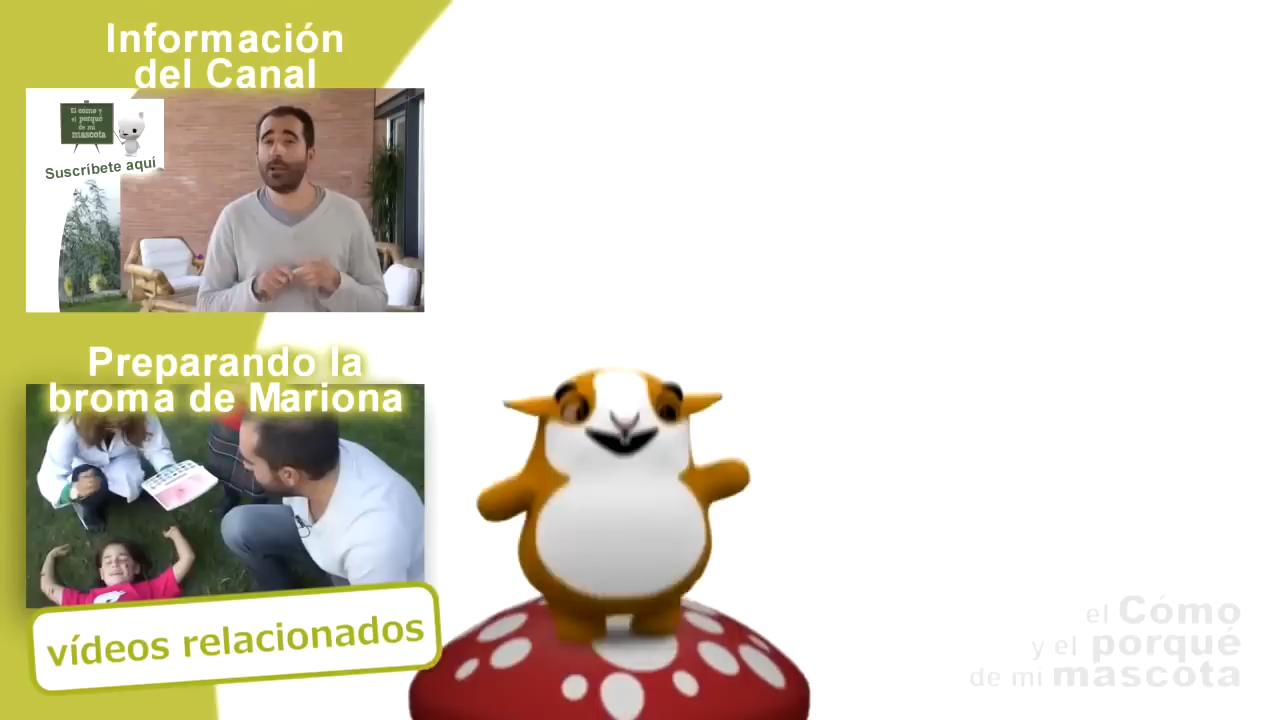 Información
del Canal
El cómo y
el porqué
de mi
mascota
Suscríbete aquí
Preparando la
broma de Mariona
vídeos relacionados
el Cómo
y el porqué
de mi mascota